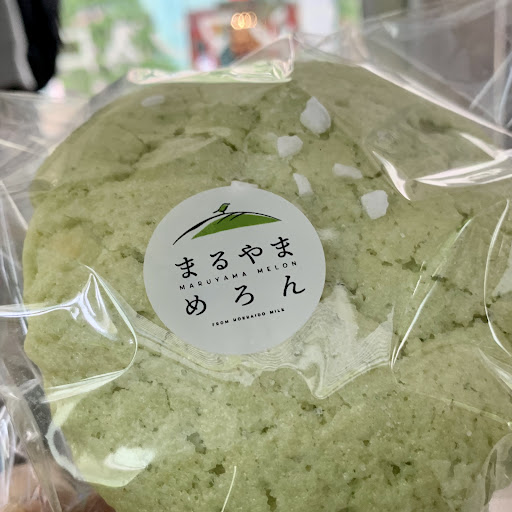 まるやま
MARUYAMA MELON
めろん
FROM HOKKAIDO MILK